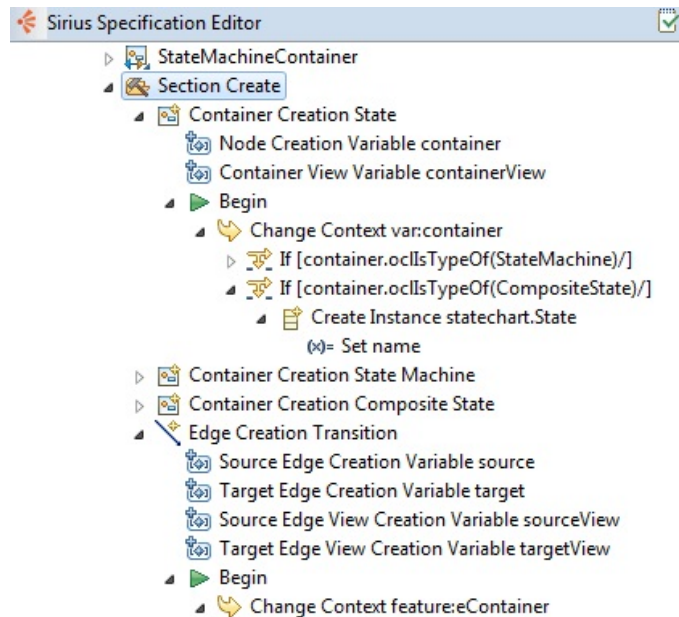 Sirius Specification Editor
StateMachineContainer
Section Create
Container Creation State
Node Creation Variable container
Container View Variable containerView
Begin
Change Context var:container
If [container.oclIsTypeOf(StateMachine)/]
If [container.oclIsTypeOf(CompositeState)/]
Create Instance statechart.State
(x)= Set name
Container Creation State Machine
Container Creation Composite State
Edge Creation Transition
Source Edge Creation Variable source
Target Edge Creation Variable target
Source Edge View Creation Variable sourceView
Target Edge View Creation Variable targetView
Begin
Change Context feature:eContainer